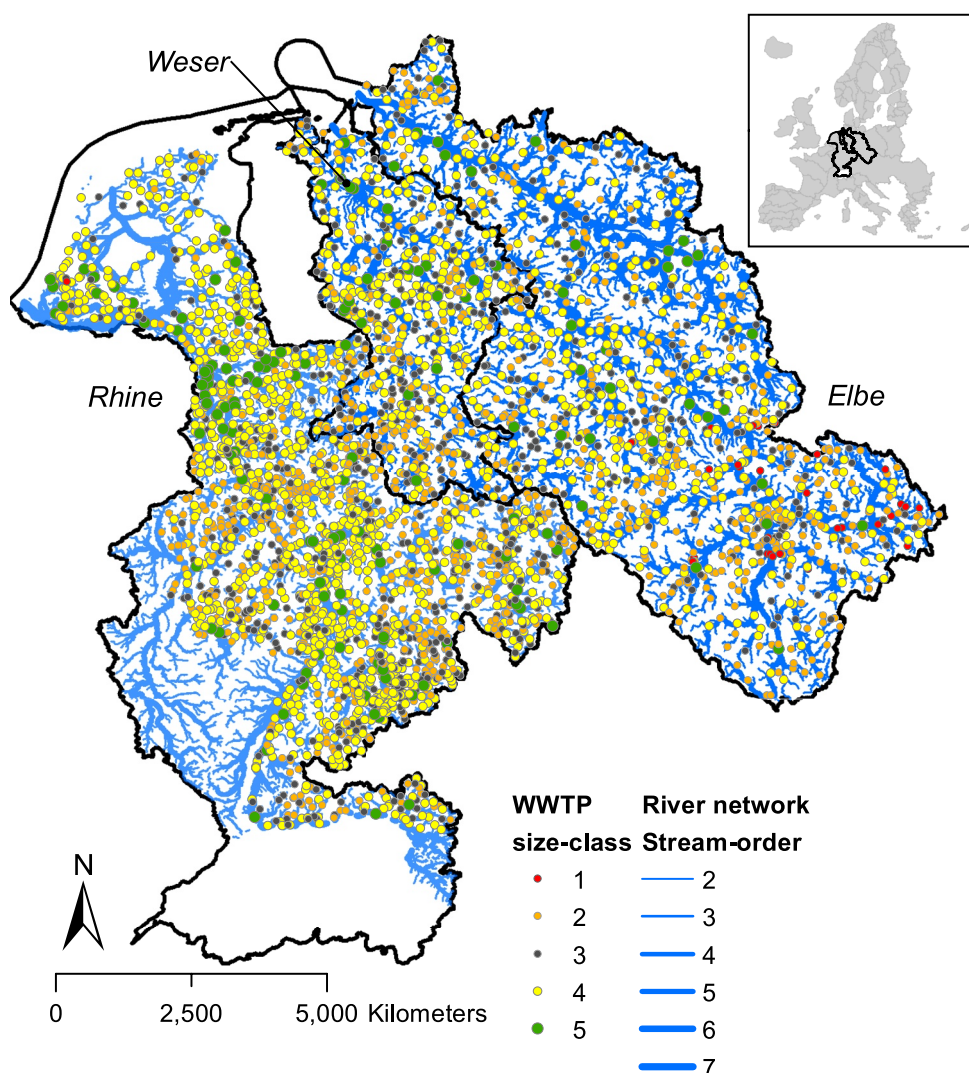 Weser
Rhine
Elbe
WWTP
size-class
1
2
3
4
5
River network
Stream-order
2
3
4
5
6
7
N
0 2,500 5,000 Kilometers